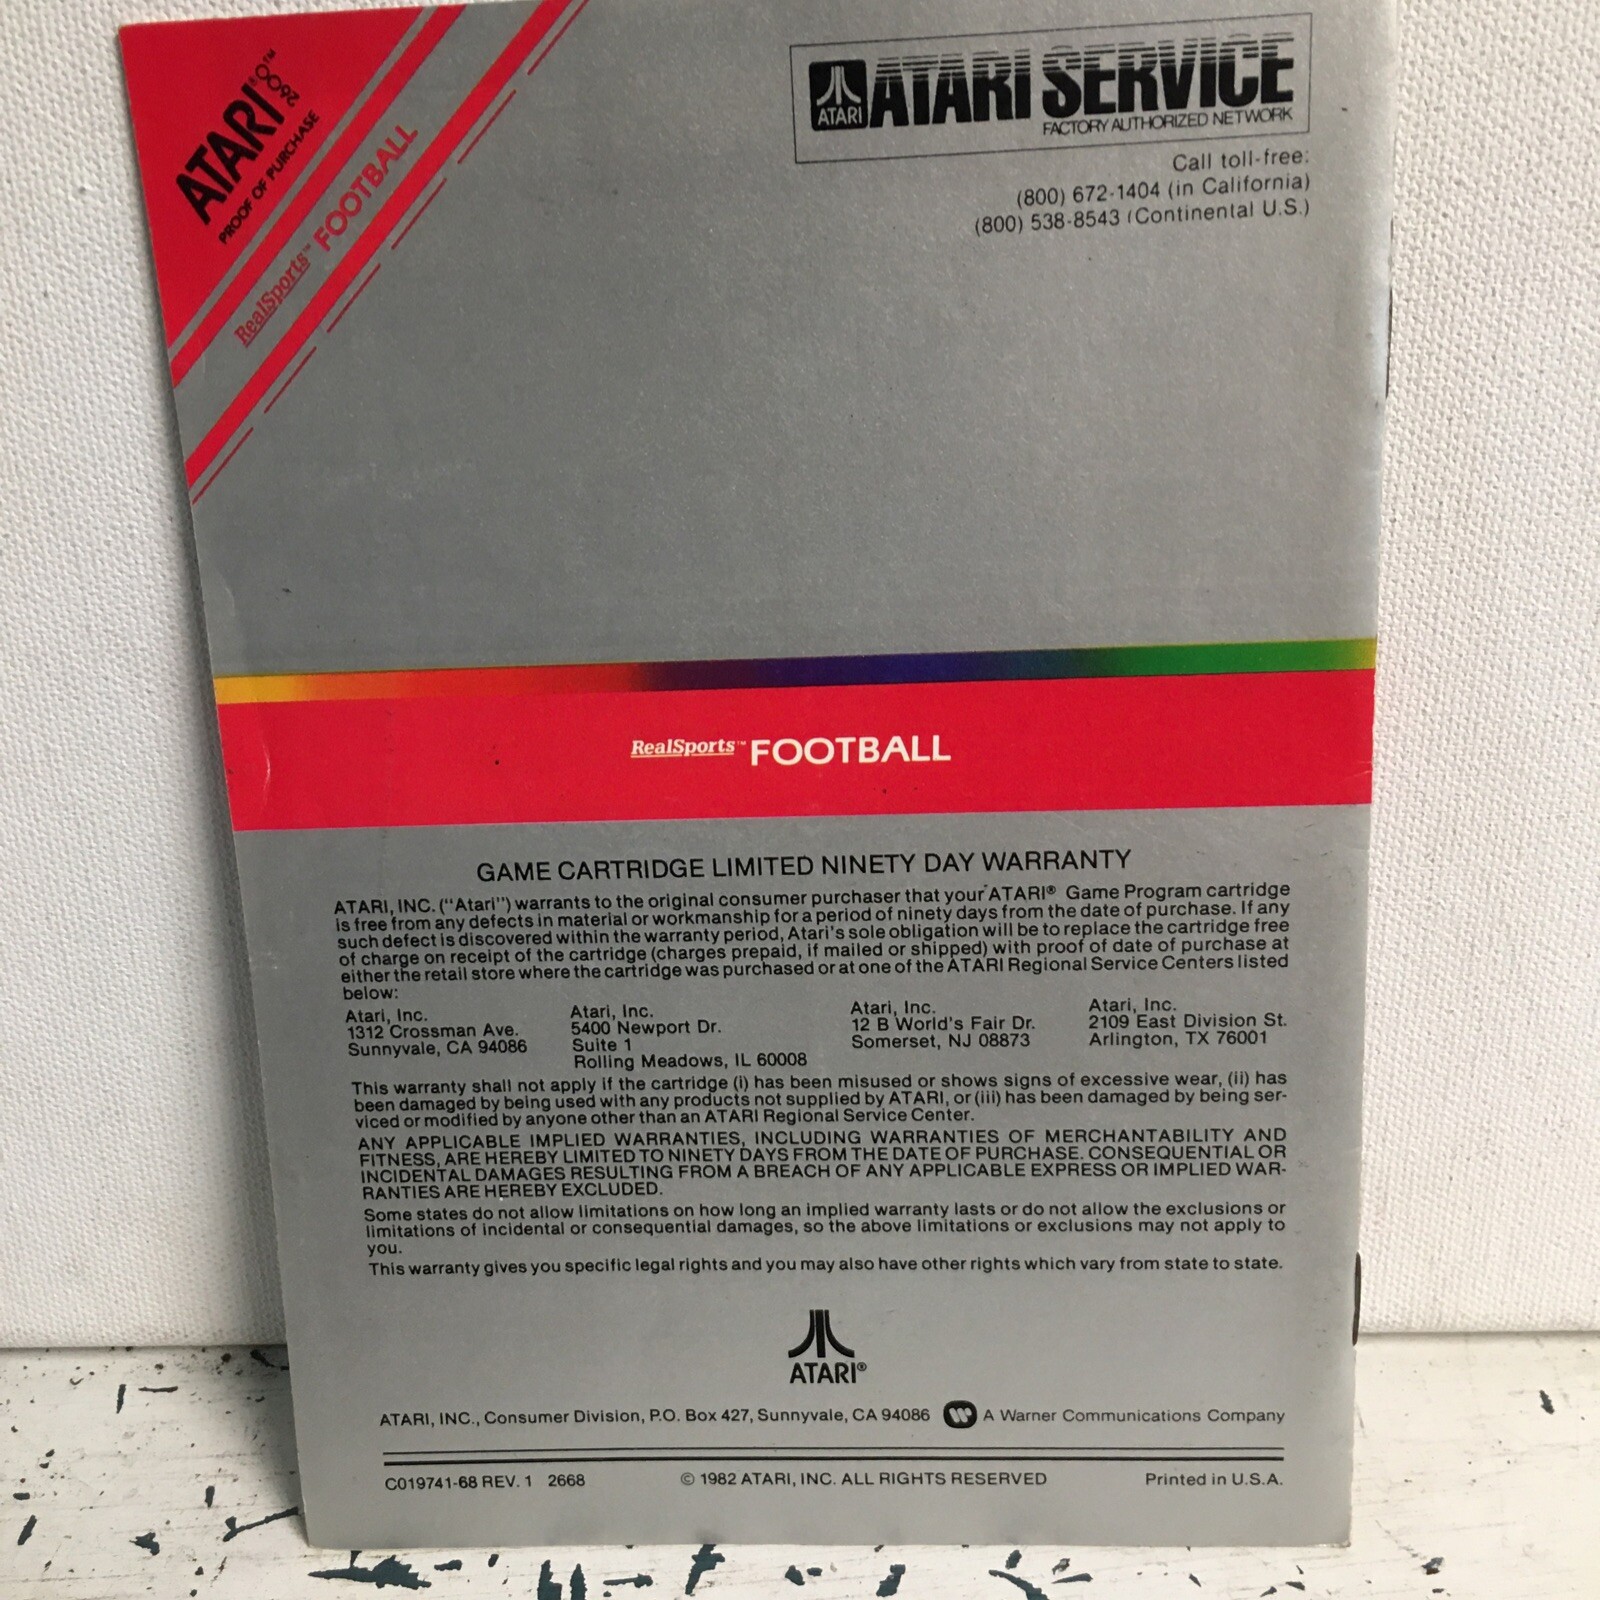 ATARI® 2600™
PROOF OF PURCHASE
RealSports™ FOOTBALL
ATARI
ATARI SERVICE
FACTORY AUTHORIZED NETWORK
Call toll-free:
(800) 672-1404 (in California)
(800) 538-8543 (Continental U.S.)
RealSports™ FOOTBALL
GAME CARTRIDGE LIMITED NINETY DAY WARRANTY
ATARI, INC. ("Atari") warrants to the original consumer purchaser that your ATARI® Game Program cartridge
is free from any defects in material or workmanship for a period of ninety days from the date of purchase. If any
such defect is discovered within the warranty period, Atari's sole obligation will be to replace the cartridge free
of charge on receipt of the cartridge (charges prepaid, if mailed or shipped) with proof of date of purchase at
either the retail store where the cartridge was purchased or at one of the ATARI Regional Service Centers listed
below:
Atari, Inc.
1312 Crossman Ave.
Sunnyvale, CA 94086
Atari, Inc.
5400 Newport Dr.
Suite 1
Rolling Meadows, IL 60008
Atari, Inc.
12 B World's Fair Dr.
Somerset, NJ 08873
Atari, Inc.
2109 East Division St.
Arlington, TX 76001
This warranty shall not apply if the cartridge (i) has been misused or shows signs of excessive wear, (ii) has
been damaged by being used with any products not supplied by ATARI, or (iii) has been damaged by being ser-
viced or modified by anyone other than an ATARI Regional Service Center.
ANY APPLICABLE IMPLIED WARRANTIES, INCLUDING WARRANTIES OF MERCHANTABILITY AND
FITNESS, ARE HEREBY LIMITED TO NINETY DAYS FROM THE DATE OF PURCHASE. CONSEQUENTIAL OR
INCIDENTAL DAMAGES RESULTING FROM A BREACH OF ANY APPLICABLE EXPRESS OR IMPLIED WAR-
RANTIES ARE HEREBY EXCLUDED.
Some states do not allow limitations on how long an implied warranty lasts or do not allow the exclusions or
limitations of incidental or consequential damages, so the above limitations or exclusions may not apply to
you.
This warranty gives you specific legal rights and you may also have other rights which vary from state to state.
ATARI®
ATARI, INC., Consumer Division, P.O. Box 427, Sunnyvale, CA 94086 A Warner Communications Company
C019741-68 REV. 1 2668 © 1982 ATARI, INC. ALL RIGHTS RESERVED Printed in U.S.A.